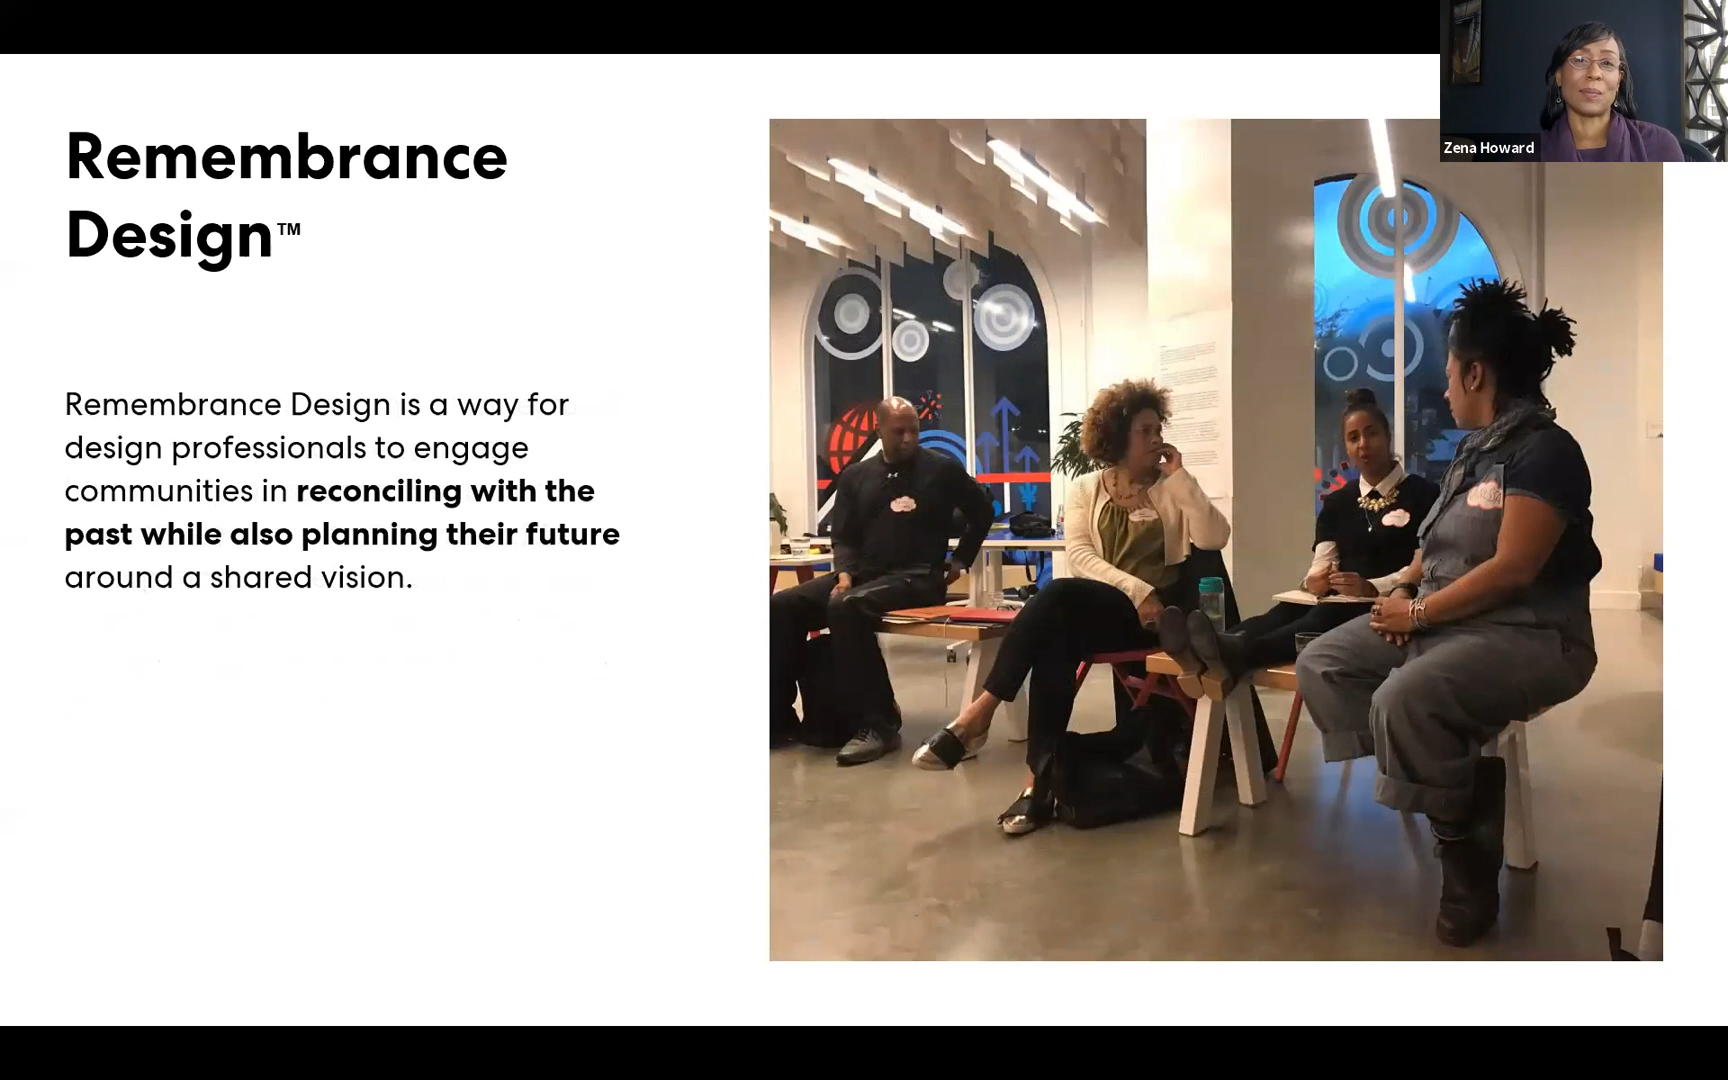 Zena Howard
Remembrance
Design™
Remembrance Design is a way for
design professionals to engage
communities in reconciling with the
past while also planning their future
around a shared vision.